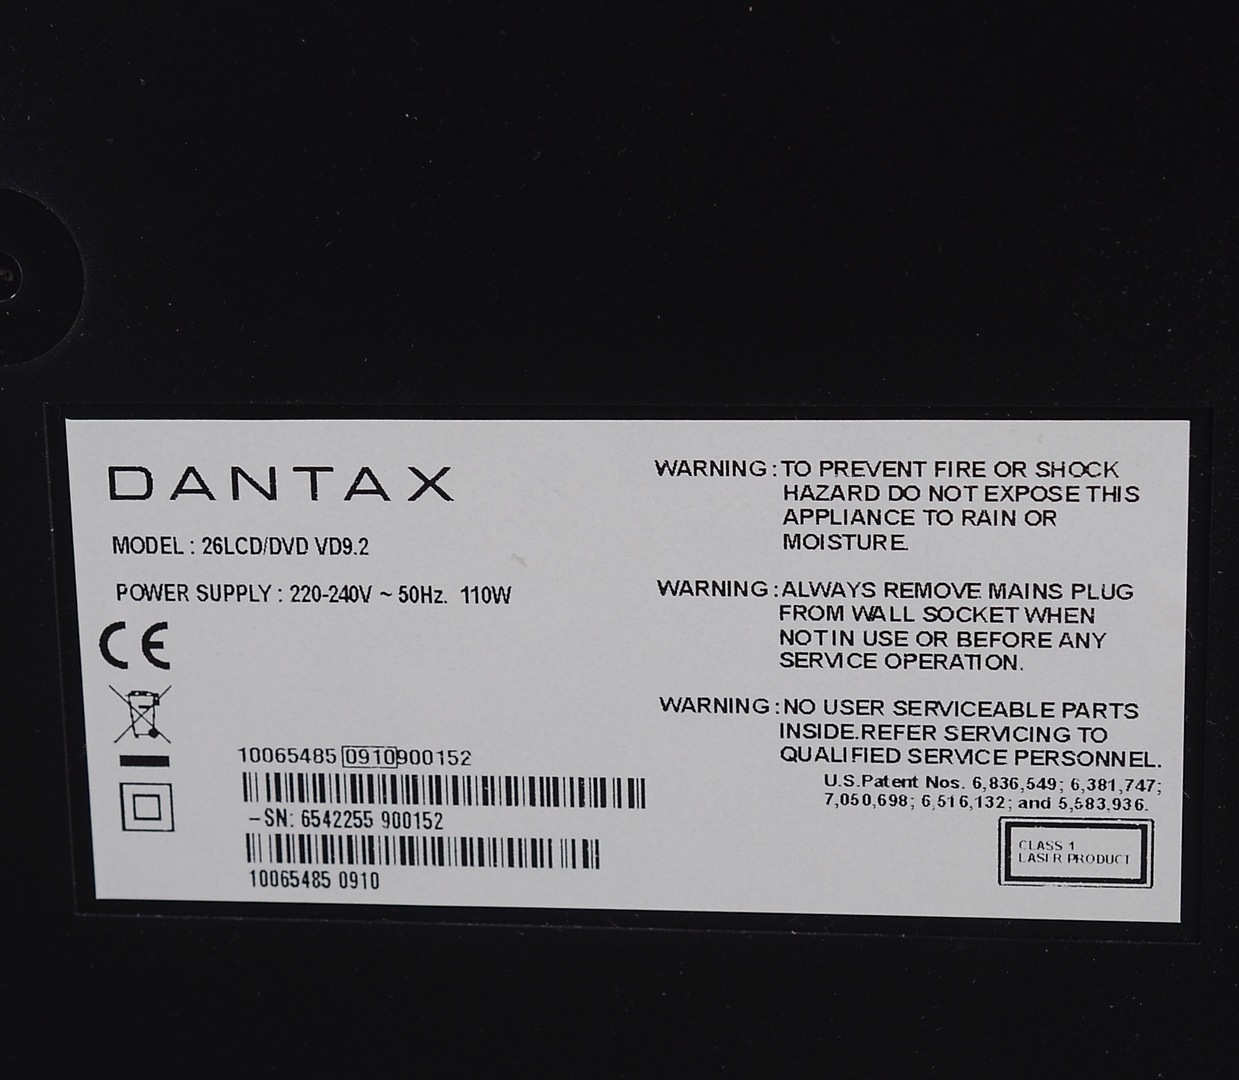 DANTAX
MODEL : 26LCD/DVD VD9.2
POWER SUPPLY : 220-240V ~ 50Hz. 110W
CE
10065485 0910900152
-SN: 6542255 900152
10065485 0910
WARNING : TO PREVENT FIRE OR SHOCK
HAZARD DO NOT EXPOSE THIS
APPLIANCE TO RAIN OR
MOISTURE.
WARNING : ALWAYS REMOVE MAINS PLUG
FROM WALL SOCKET WHEN
NOT IN USE OR BEFORE ANY
SERVICE OPERATION.
WARNING : NO USER SERVICEABLE PARTS
INSIDE.REFER SERVICING TO
QUALIFIED SERVICE PERSONNEL.
U.S.Patent Nos. 6,836,549; 6,381,747;
7,050,698; 6,516,132; and 5,583,936.
CLASS 1
LASER PRODUCT